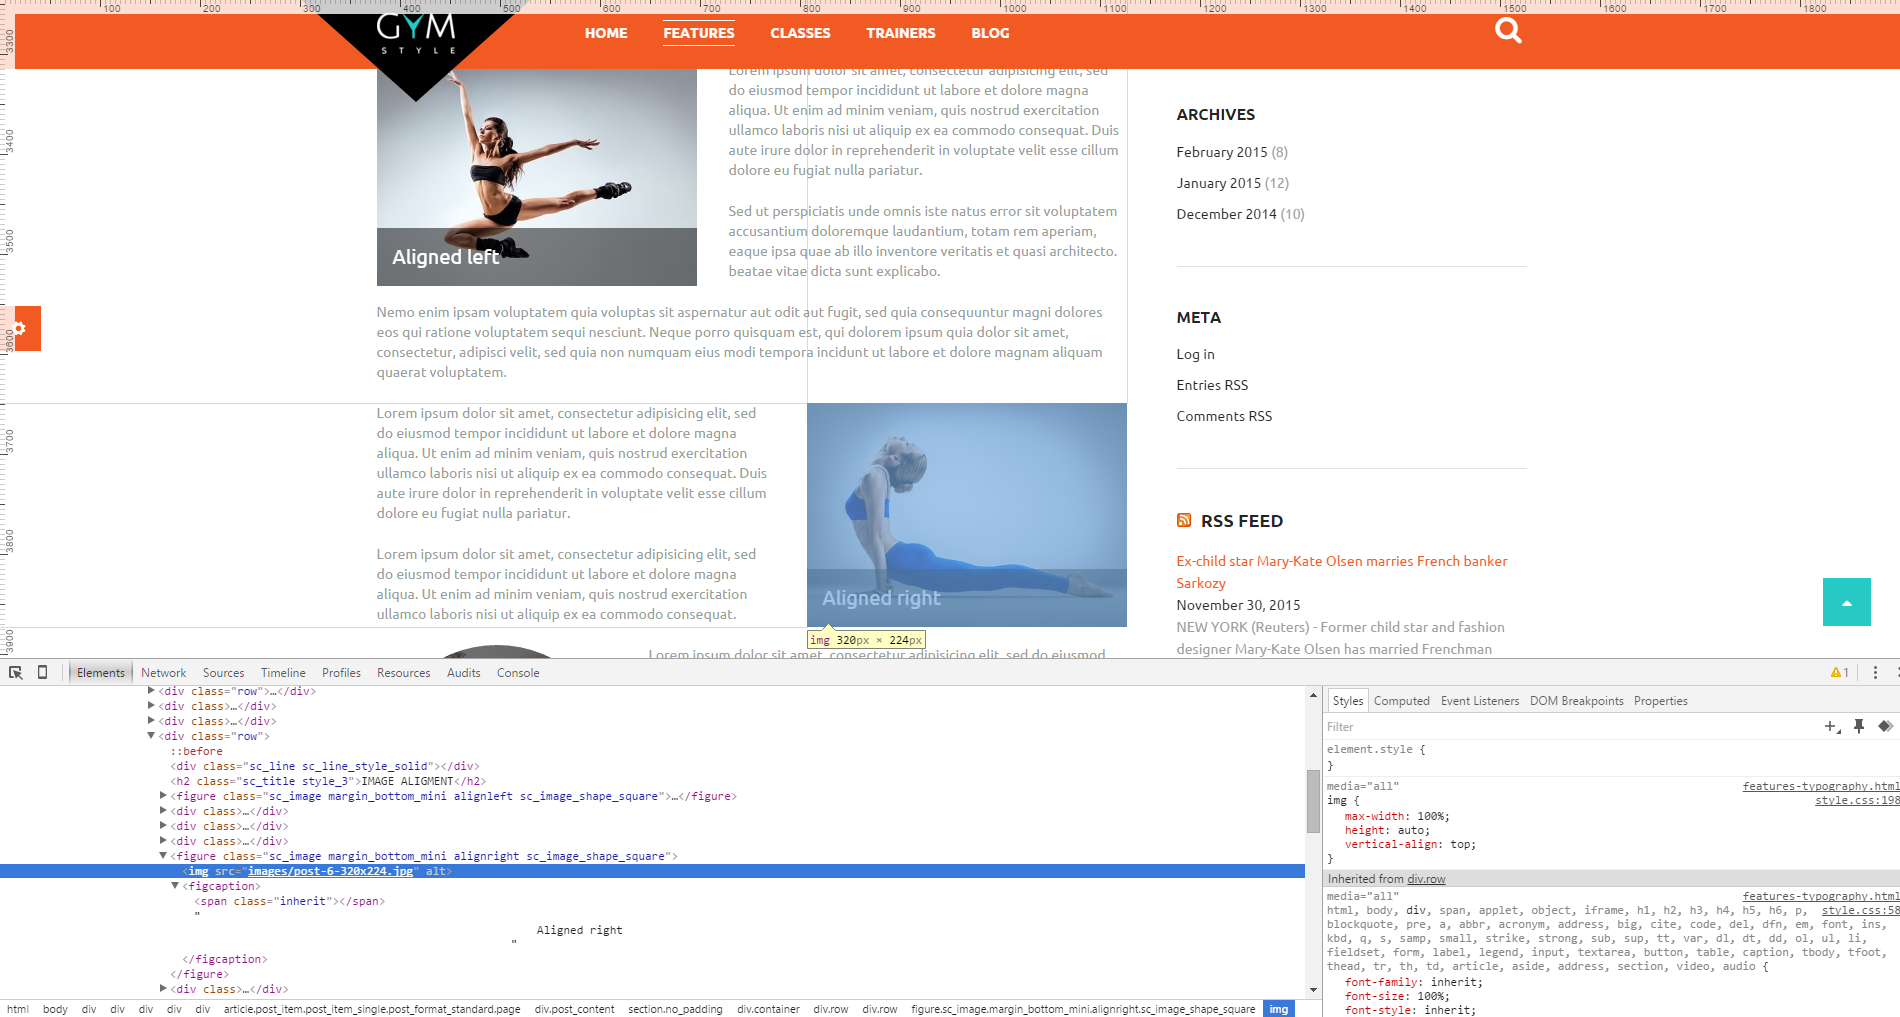 100 200 300 400 500 600 700 800 900 1000 1100 1200 1300 1400 1500 1600 1700 1800
3300
3400
3500
3600
3700
3800
3900
GYM
STYLE
HOME FEATURES CLASSES TRAINERS BLOG
Lorem ipsum dolor sit amet, consectetur adipisicing elit, sed
do eiusmod tempor incididunt ut labore et dolore magna
aliqua. Ut enim ad minim veniam, quis nostrud exercitation
ullamco laboris nisi ut aliquip ex ea commodo consequat. Duis
aute irure dolor in reprehenderit in voluptate velit esse cillum
dolore eu fugiat nulla pariatur.
Sed ut perspiciatis unde omnis iste natus error sit voluptatem
accusantium doloremque laudantium, totam rem aperiam,
eaque ipsa quae ab illo inventore veritatis et quasi architecto.
beatae vitae dicta sunt explicabo.
Aligned left
Nemo enim ipsam voluptatem quia voluptas sit aspernatur aut odit aut fugit, sed quia consequuntur magni dolores
eos qui ratione voluptatem sequi nesciunt. Neque porro quisquam est, qui dolorem ipsum quia dolor sit amet,
consectetur, adipisci velit, sed quia non numquam eius modi tempora incidunt ut labore et dolore magnam aliquam
quaerat voluptatem.
Lorem ipsum dolor sit amet, consectetur adipisicing elit, sed
do eiusmod tempor incididunt ut labore et dolore magna
aliqua. Ut enim ad minim veniam, quis nostrud exercitation
ullamco laboris nisi ut aliquip ex ea commodo consequat. Duis
aute irure dolor in reprehenderit in voluptate velit esse cillum
dolore eu fugiat nulla pariatur.
Lorem ipsum dolor sit amet, consectetur adipisicing elit, sed
do eiusmod tempor incididunt ut labore et dolore magna
aliqua. Ut enim ad minim veniam, quis nostrud exercitation
ullamco laboris nisi ut aliquip ex ea commodo consequat.
Aligned right
img 320px × 224px
Lorem ipsum dolor sit amet, consectetur adipisicing elit, sed do eiusmod
ARCHIVES
February 2015 (8)
January 2015 (12)
December 2014 (10)
META
Log in
Entries RSS
Comments RSS
RSS FEED
Ex-child star Mary-Kate Olsen marries French banker
Sarkozy
November 30, 2015
NEW YORK (Reuters) - Former child star and fashion
designer Mary-Kate Olsen has married Frenchman
Elements Network Sources Timeline Profiles Resources Audits Console
1
<div class="row">…</div>
<div class>…</div>
<div class>…</div>
<div class="row">
::before
<div class="sc_line sc_line_style_solid"></div>
<h2 class="sc_title style_3">IMAGE ALIGMENT</h2>
<figure class="sc_image margin_bottom_mini alignleft sc_image_shape_square">…</figure>
<div class>…</div>
<div class>…</div>
<div class>…</div>
<figure class="sc_image margin_bottom_mini alignright sc_image_shape_square">
<img src="images/post-6-320x224.jpg" alt>
<figcaption>
<span class="inherit"></span>
"
Aligned right
"
</figcaption>
</figure>
<div class>…</div>
html body div div div div div article.post_item.post_item_single.post_format_standard.page div.post_content section.no_padding div.container div.row div.row figure.sc_image.margin_bottom_mini.alignright.sc_image_shape_square img
Styles Computed Event Listeners DOM Breakpoints Properties
Filter
element.style {
}
media="all" features-typography.html
img { style.css:198
max-width: 100%;
height: auto;
vertical-align: top;
}
Inherited from div.row
media="all" features-typography.html
html, body, div, span, applet, object, iframe, h1, h2, h3, h4, h5, h6, p, style.css:58
blockquote, pre, a, abbr, acronym, address, big, cite, code, del, dfn, em, font, ins,
kbd, q, s, samp, small, strike, strong, sub, sup, tt, var, dl, dt, dd, ol, ul, li,
fieldset, form, label, legend, input, textarea, button, table, caption, tbody, tfoot,
thead, tr, th, td, article, aside, address, section, video, audio {
font-family: inherit;
font-size: 100%;
font-style: inherit;